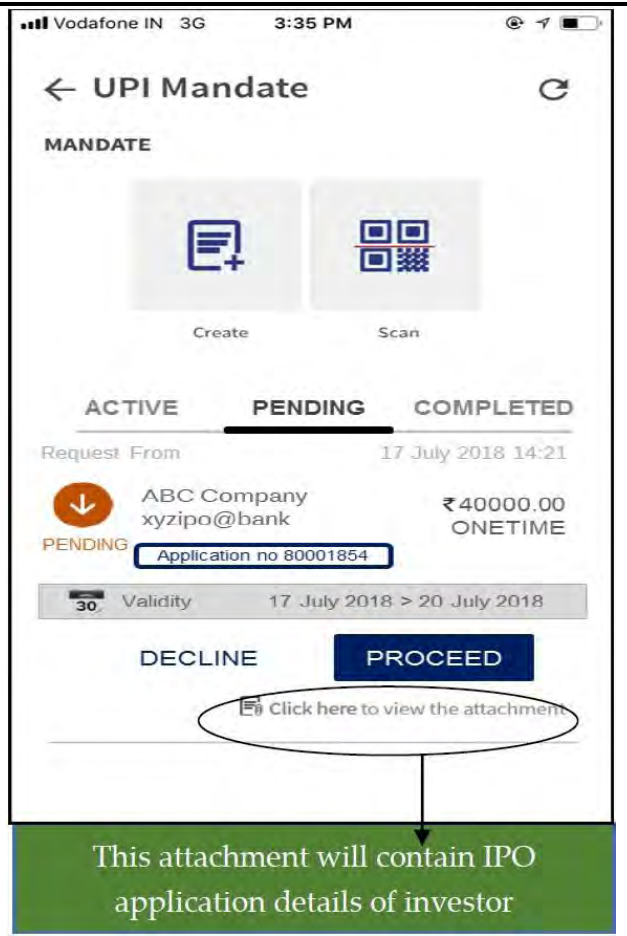 Vodafone IN 3G 3:35 PM
← UPI Mandate
MANDATE
Create Scan
ACTIVE PENDING COMPLETED
Request From 17 July 2018 14:21
ABC Company ₹40000.00
xyzipo@bank ONETIME
PENDING
Application no 80001854
30 Validity 17 July 2018 > 20 July 2018
DECLINE PROCEED
Click here to view the attachment
This attachment will contain IPO
application details of investor